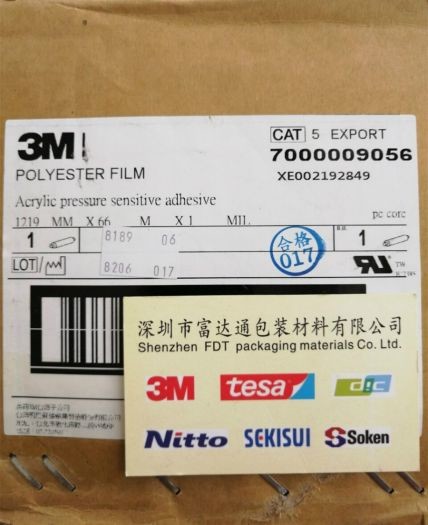 3M
CAT 5 EXPORT
7000009056
POLYESTER FILM
XE002192849
Acrylic pressure sensitive adhesive
1219 MM X 66 M X 1 MIL
pc core
1
8189 06
合格
017
1
LOT/
8206 017
深圳市富达通包装材料有限公司
Shenzhen FDT packaging materials Co. Ltd.
3M tesa dic
Nitto SEKISUI Soken